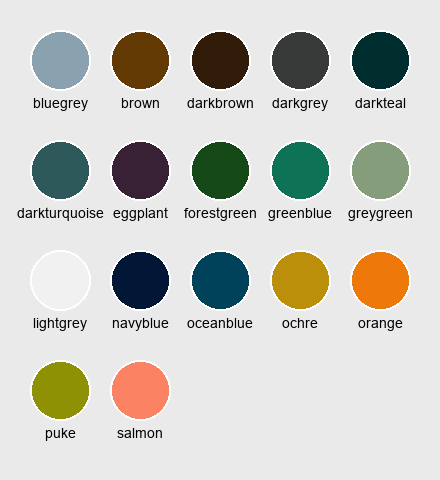 bluegrey brown darkbrown darkgrey darkteal
darkturquoise eggplant forestgreen greenblue greygreen
lightgrey navyblue oceanblue ochre orange
puke salmon